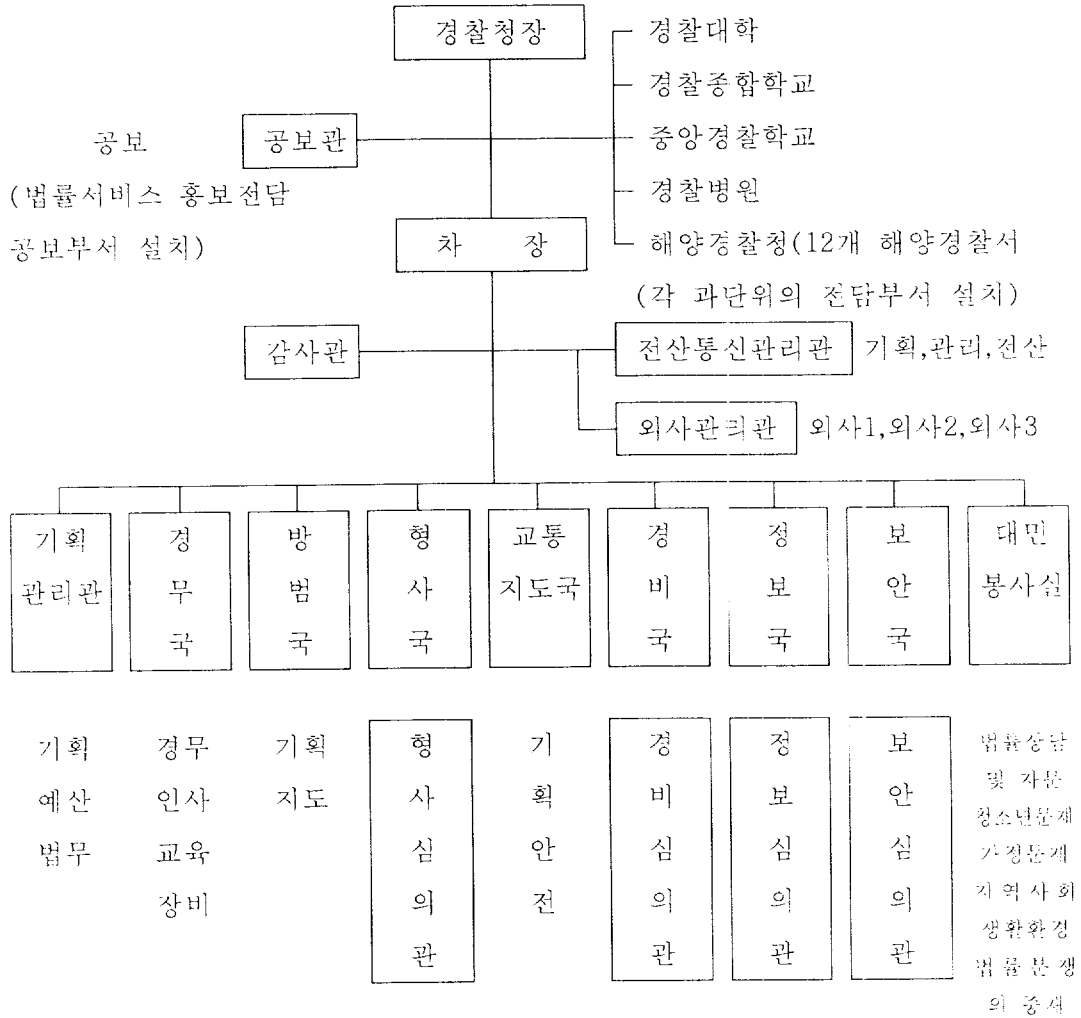 경찰청장
경찰대학
경찰종합학교
중앙경찰학교
경찰병원
해양경찰청(12개 해양경찰서
(각 과단위의 전담부서 설치)
공보
(법률서비스 홍보전담
공보부서 설치)
공보관
차 장
감사관
전산통신관리관 기획,관리,전산
외사관리관 외사1,외사2,외사3
기획
관리관
경무국
방범국
형사국
교통
지도국
경비국
정보국
보안국
대민
봉사실
기획
예산
법무
경무
인사
교육
장비
기획
지도
형사심의관
기획안전
경비심의관
정보심의관
보안심의관
법률상담
및 자문
청소년문제
가정문제
지역사회
생활환경
법률분쟁
의 중재